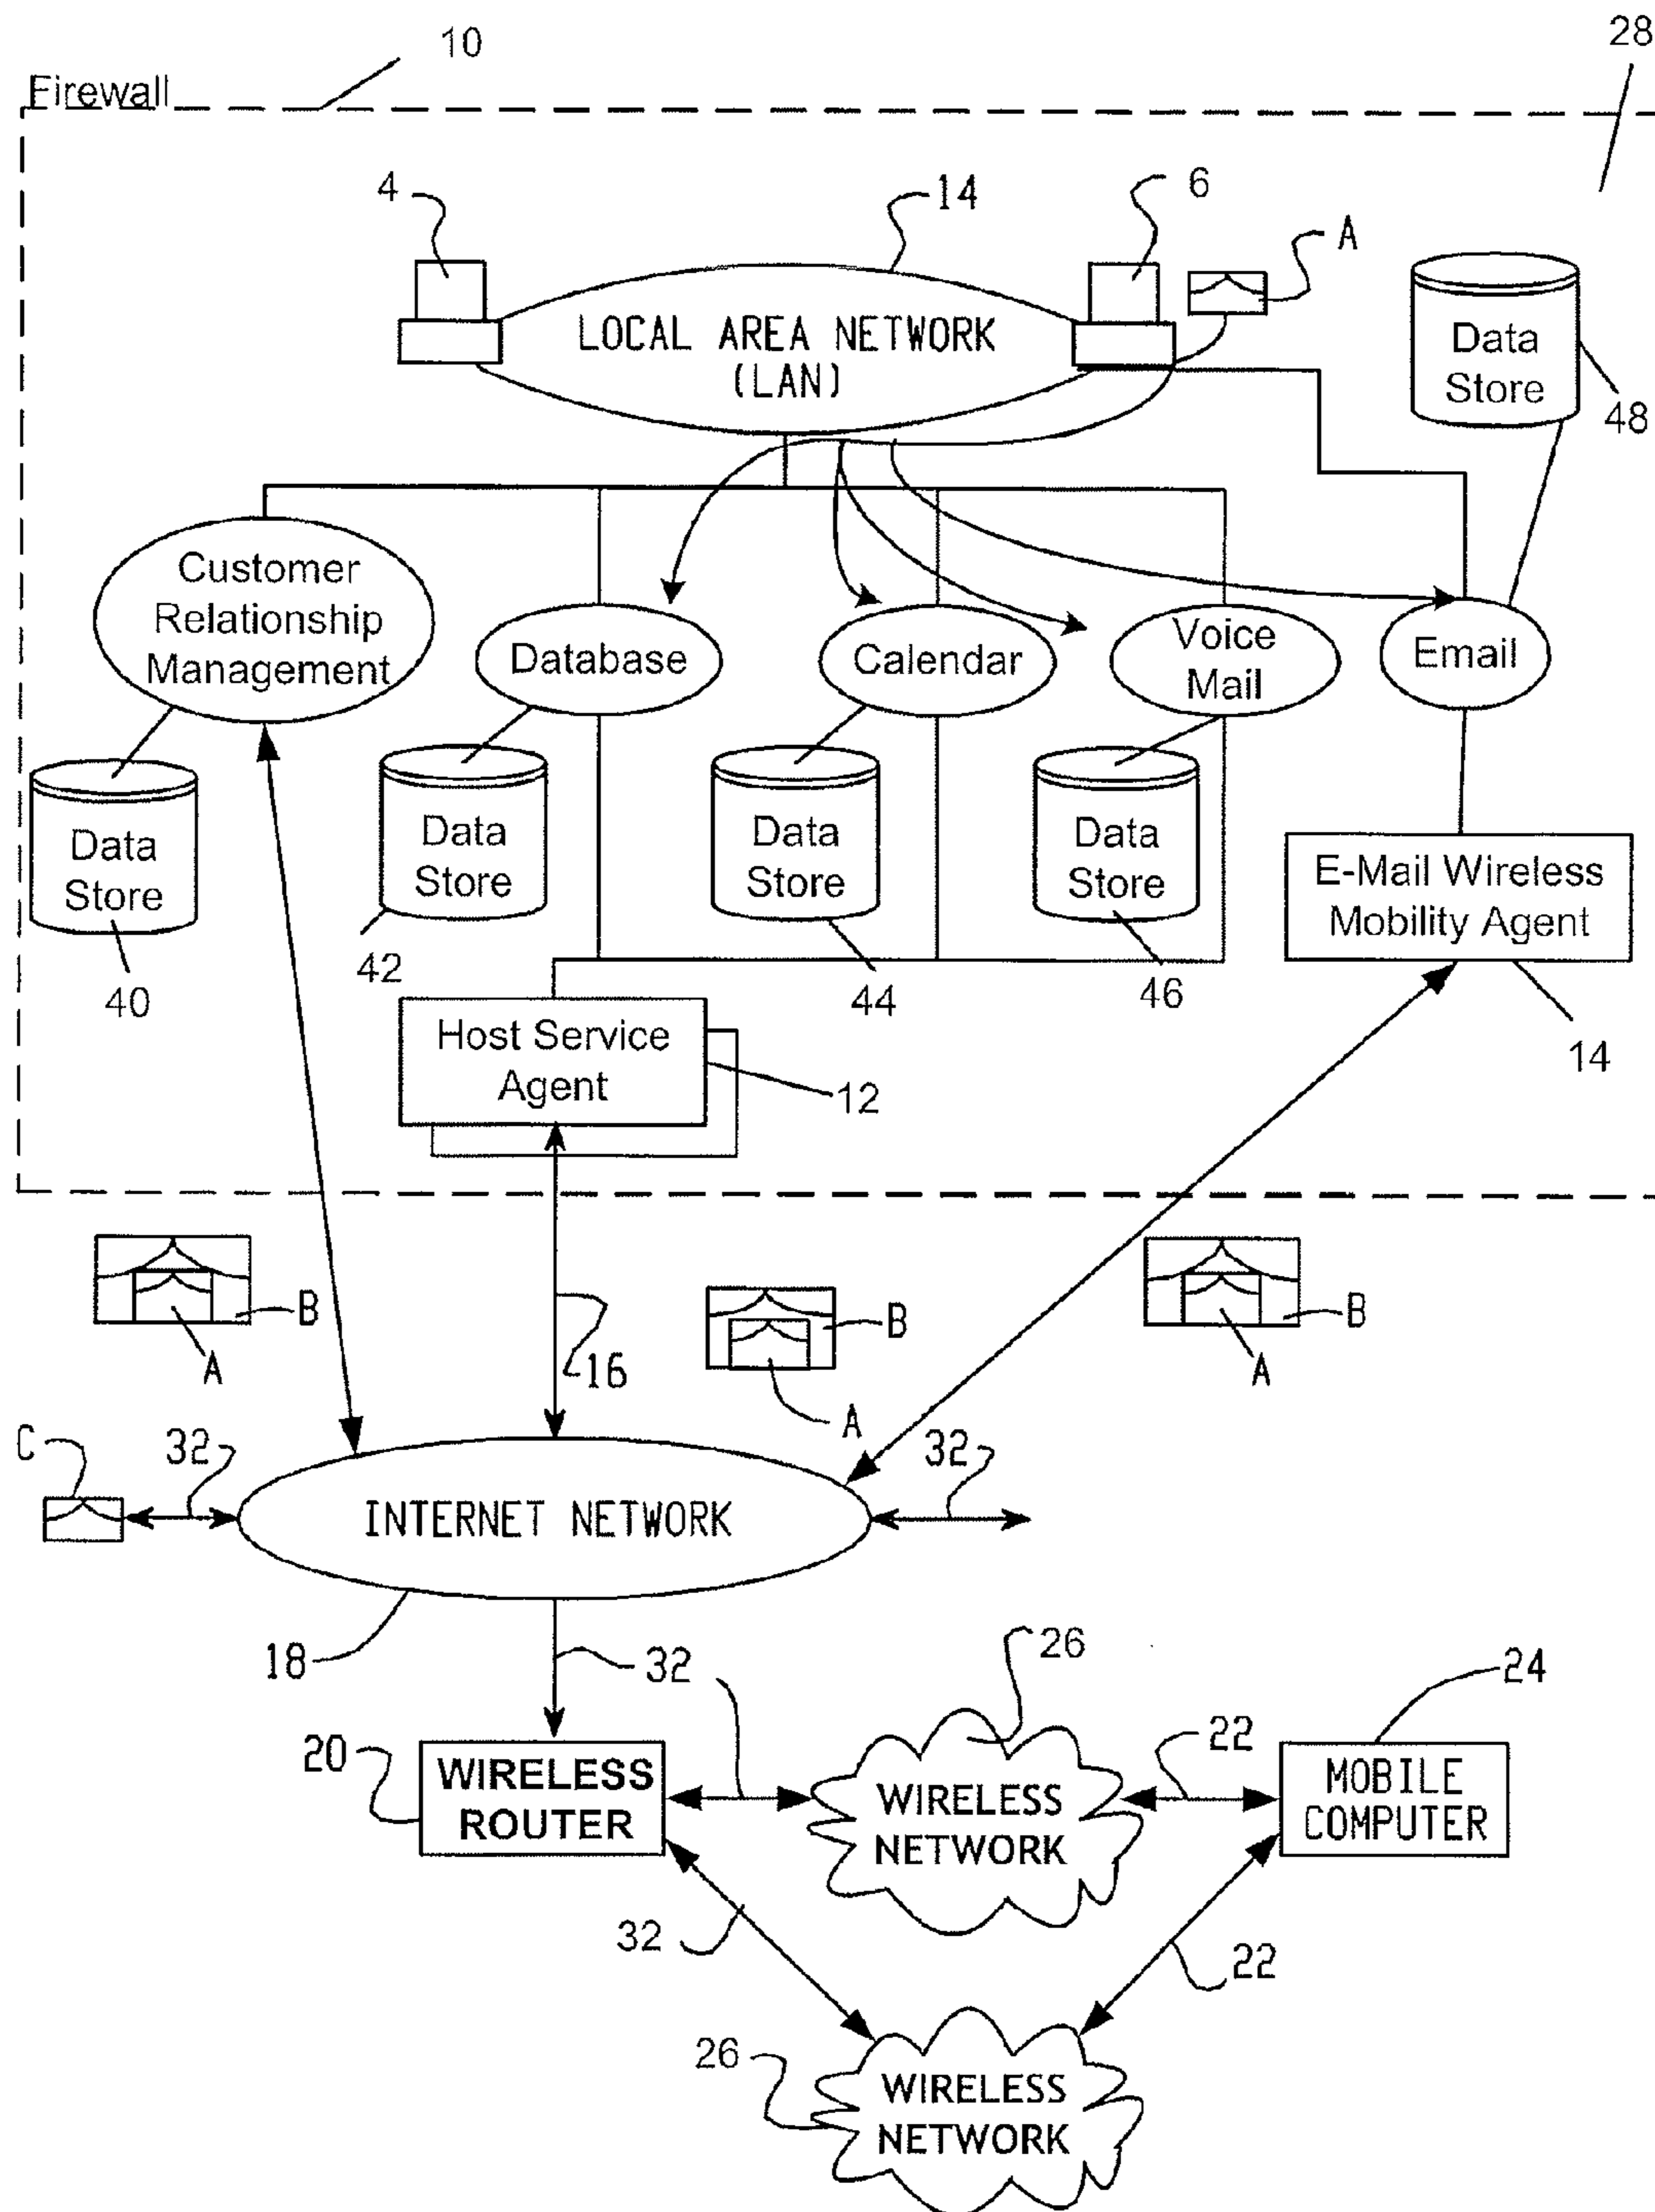 10
28
Firewall
4
14
6
A
LOCAL AREA NETWORK
(LAN)
Data
Store
48
Customer
Relationship
Management
Database
Calendar
Voice
Mail
Email
Data
Store
40
Data
Store
42
Data
Store
44
Data
Store
46
E-Mail Wireless
Mobility Agent
14
Host Service
Agent
12
B
A
16
B
A
B
A
C
32
32
INTERNET NETWORK
18
32
26
24
20
WIRELESS
ROUTER
WIRELESS
NETWORK
22
MOBILE
COMPUTER
32
22
26
WIRELESS
NETWORK